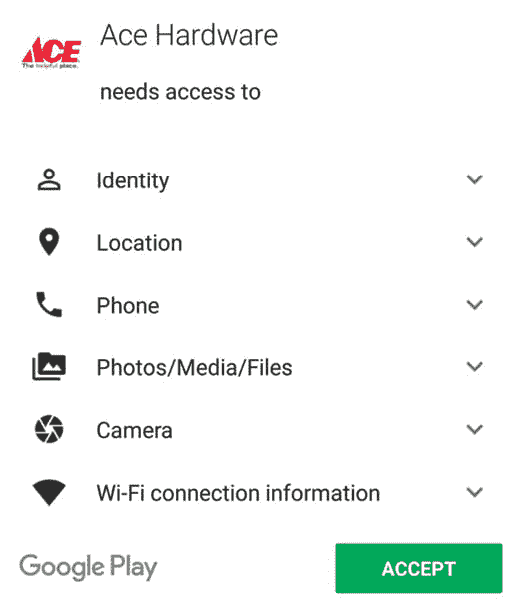 Ace Hardware
ACE
The helpful place.
needs access to
Identity
Location
Phone
Photos/Media/Files
Camera
Wi-Fi connection information
Google Play
ACCEPT